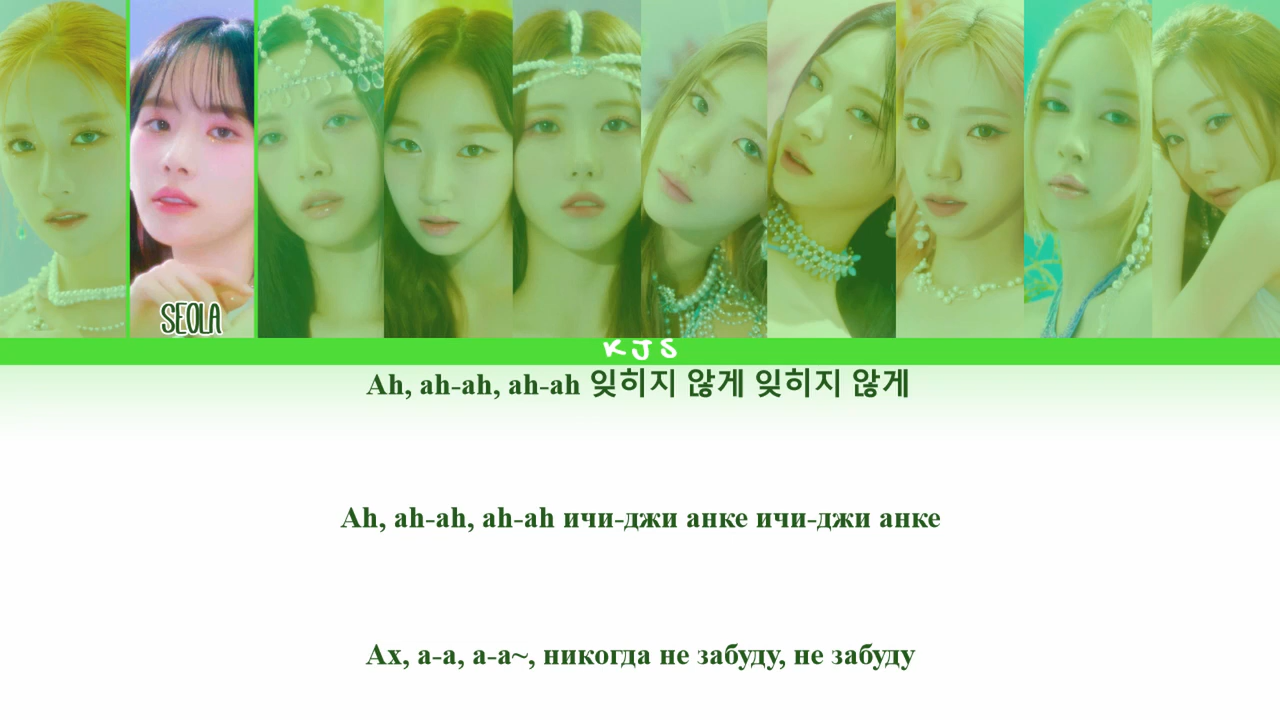 SEOLA
KJS
Ah, ah-ah, ah-ah 잊히지 않게 잊히지 않게
Ah, ah-ah, ah-ah ичи-джи анке ичи-джи анке
Ах, а-а, а-а~, никогда не забуду, не забуду